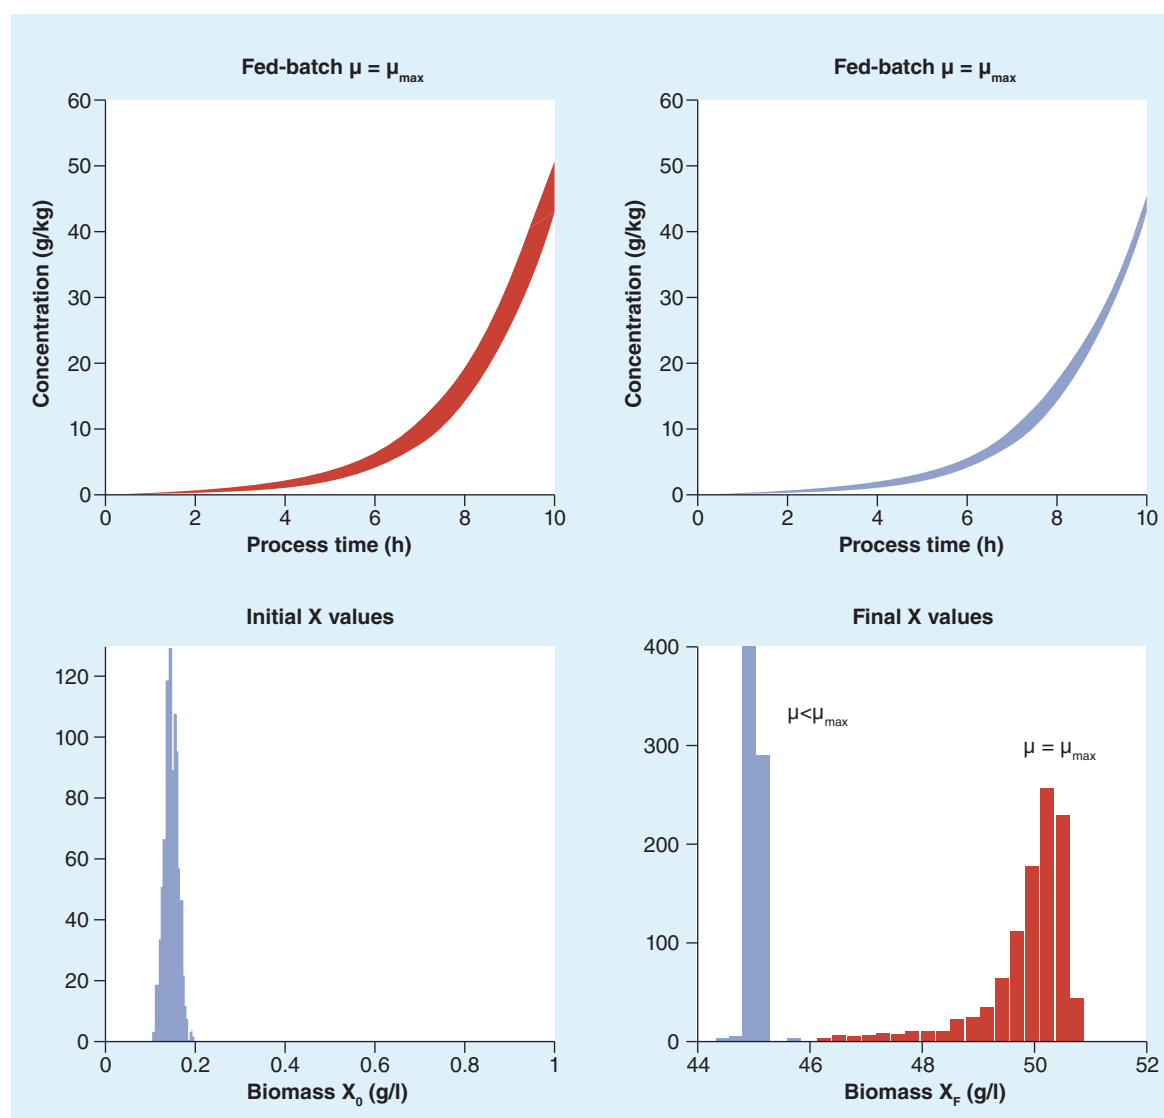 Fed-batch µ = µmax
60
50
40
30
20
10
0
Concentration (g/kg)
0 2 4 6 8 10
Process time (h)
Fed-batch µ = µmax
60
50
40
30
20
10
0
Concentration (g/kg)
0 2 4 6 8 10
Process time (h)
Initial X values
120
100
80
60
40
20
0
0 0.2 0.4 0.6 0.8 1
Biomass X0 (g/l)
Final X values
400
300
200
100
0
µ<µmax
µ = µmax
44 46 48 50 52
Biomass XF (g/l)